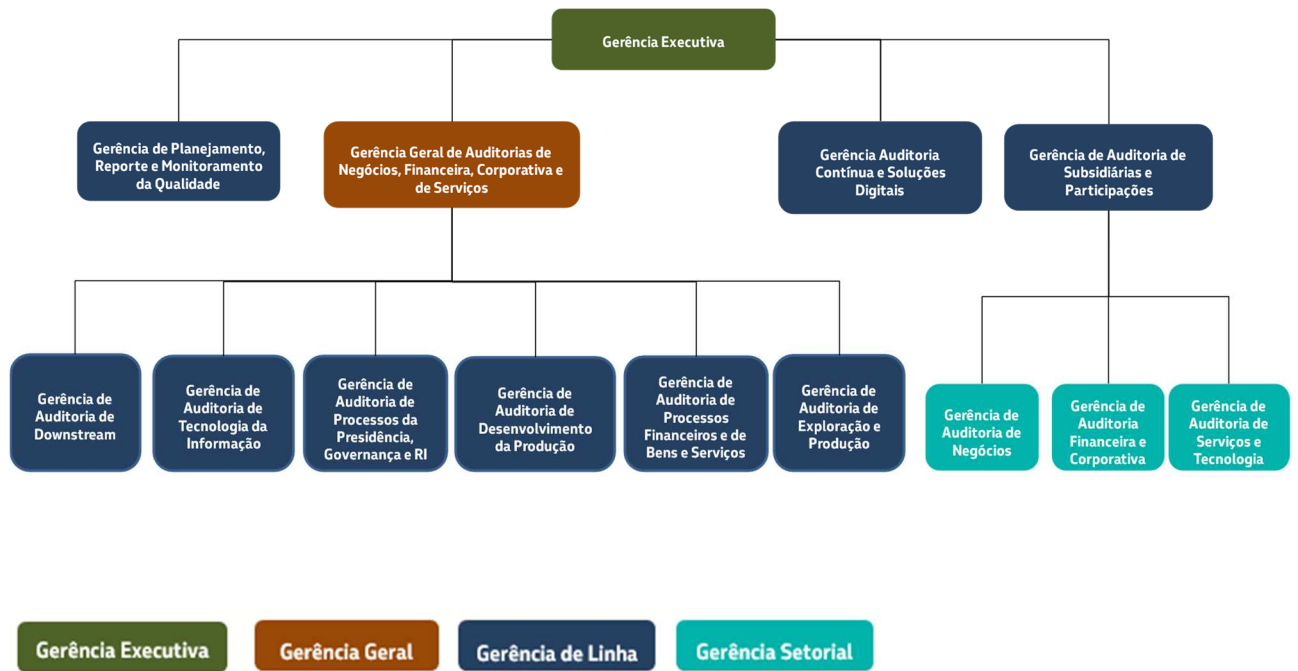 Gerência Executiva
Gerência de Planejamento,
Reporte e Monitoramento
da Qualidade
Gerência Geral de Auditorias de
Negócios, Financeira, Corporativa e
de Serviços
Gerência Auditoria
Contínua e Soluções
Digitais
Gerência de Auditoria de
Subsidiárias e
Participações
Gerência de
Auditoria de
Downstream
Gerência de
Auditoria de
Tecnologia da
Informação
Gerência de
Auditoria de
Processos da
Presidência,
Governança e RI
Gerência de
Auditoria de
Desenvolvimento
da Produção
Gerência de
Auditoria de
Processos
Financeiros e de
Bens e Serviços
Gerência de
Auditoria de
Exploração e
Produção
Gerência de
Auditoria de
Negócios
Gerência de
Auditoria
Financeira e
Corporativa
Gerência de
Auditoria de
Serviços e
Tecnologia
Gerência Executiva
Gerência Geral
Gerência de Linha
Gerência Setorial